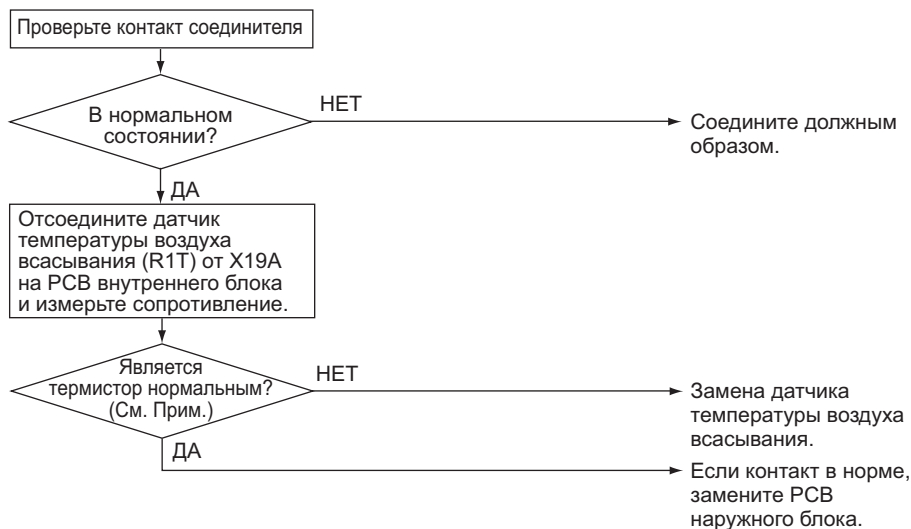 Проверьте контакт соединителя
В нормальном
состоянии?
НЕТ
Соедините должным
образом.
ДА
Отсоедините датчик
температуры воздуха
всасывания (R1T) от X19A
на PCB внутреннего блока
и измерьте сопротивление.
Является
термистор нормальным?
(См. Прим.)
НЕТ
Замена датчика
температуры воздуха
всасывания.
ДА
Если контакт в норме,
замените PCB
наружного блока.